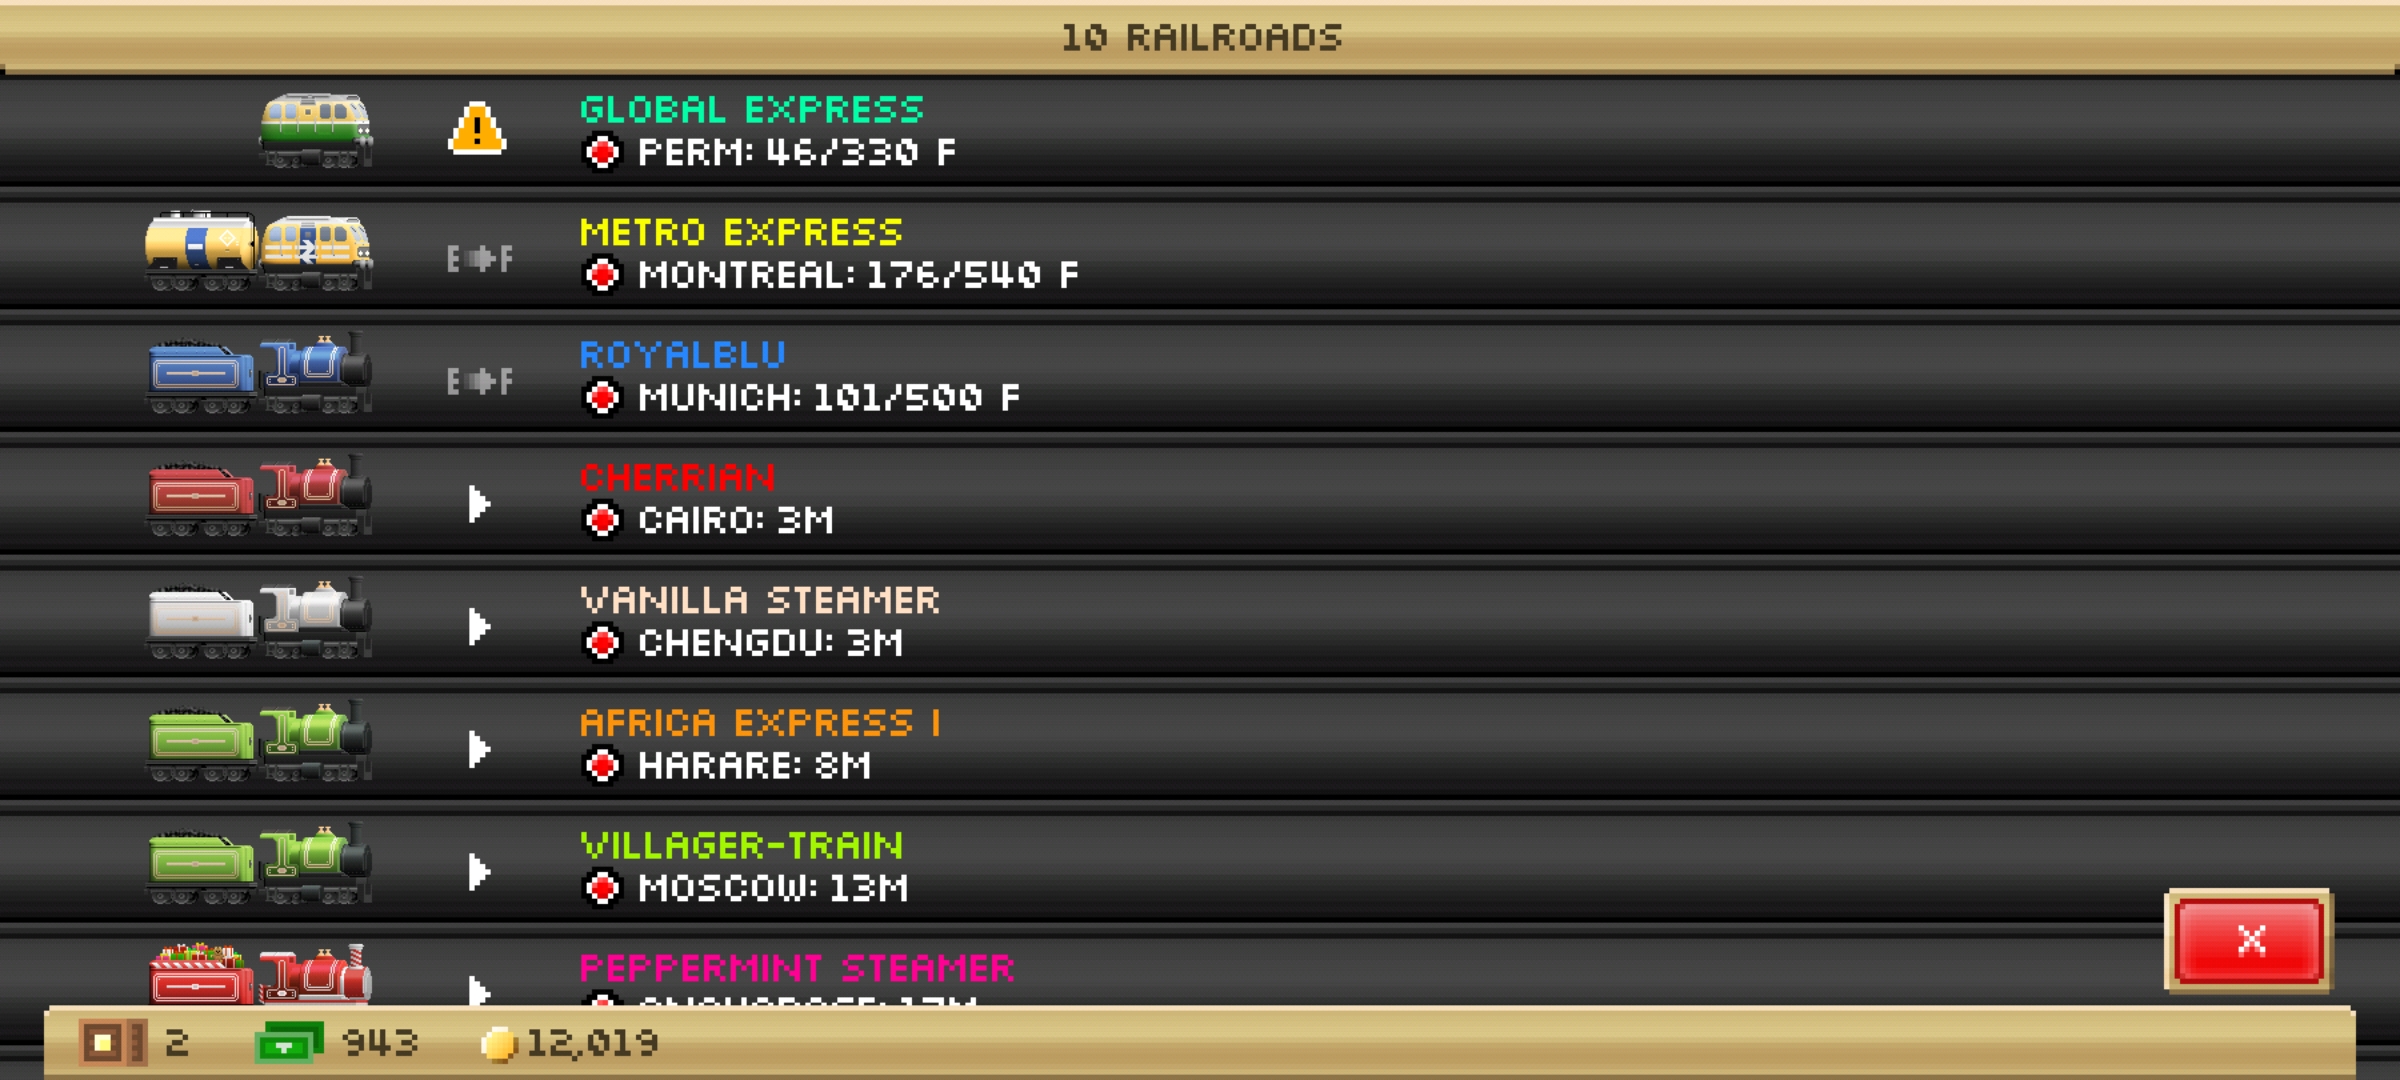 10 RAILROADS
GLOBAL EXPRESS
PERM: 46/330 F
METRO EXPRESS
E F
MONTREAL: 176/540 F
ROYALBLU
E F
MUNICH: 101/500 F
CHERRIAN
CAIRO: 3M
VANILLA STEAMER
CHENGDU: 3M
AFRICA EXPRESS I
HARARE: 8M
VILLAGER-TRAIN
MOSCOW: 13M
PEPPERMINT STEAMER
X
2 943 12,019